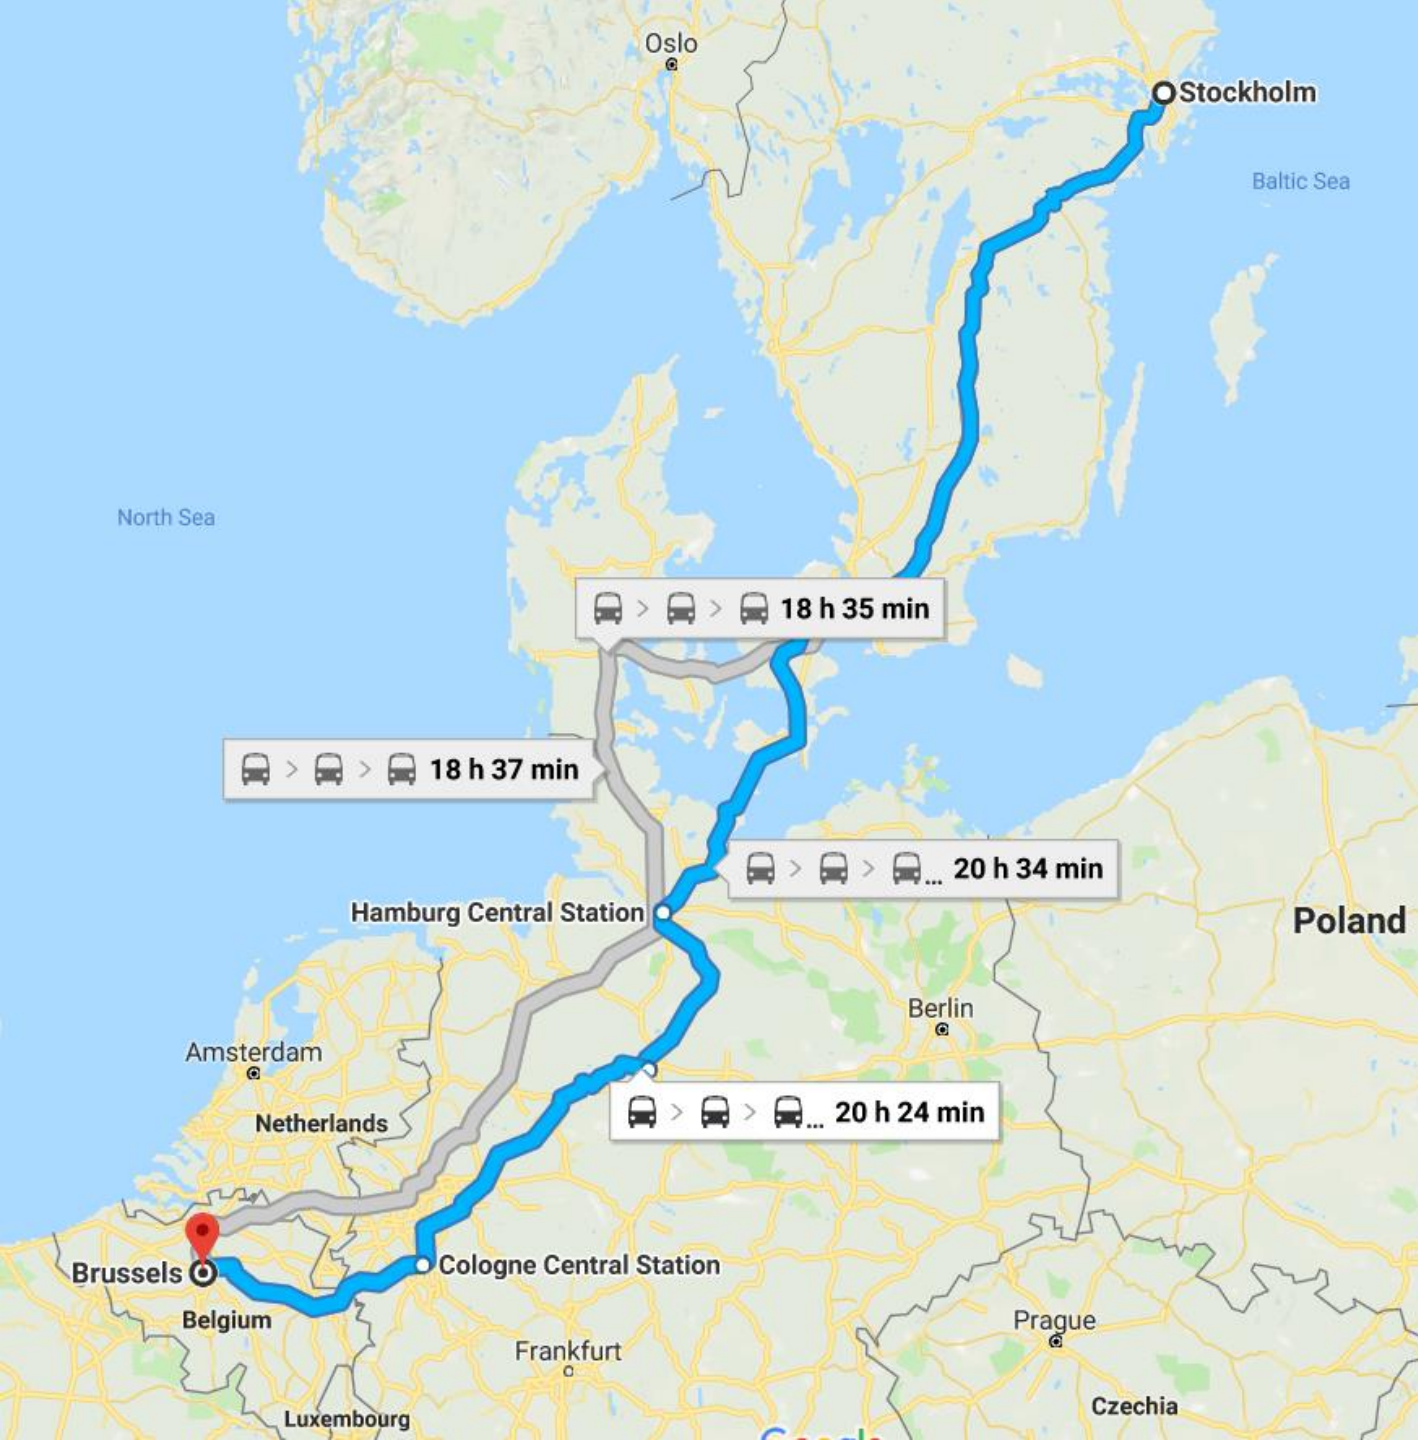 Oslo
Stockholm
Baltic Sea
North Sea
18 h 35 min
18 h 37 min
... 20 h 34 min
Hamburg Central Station
Poland
Berlin
Amsterdam
... 20 h 24 min
Netherlands
Brussels
Cologne Central Station
Belgium
Prague
Frankfurt
Czechia
Luxembourg
Google